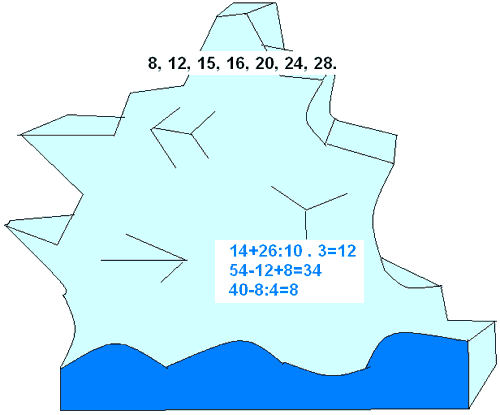 8, 12, 15, 16, 20, 24, 28.
14+26:10 . 3=12
54-12+8=34
40-8:4=8